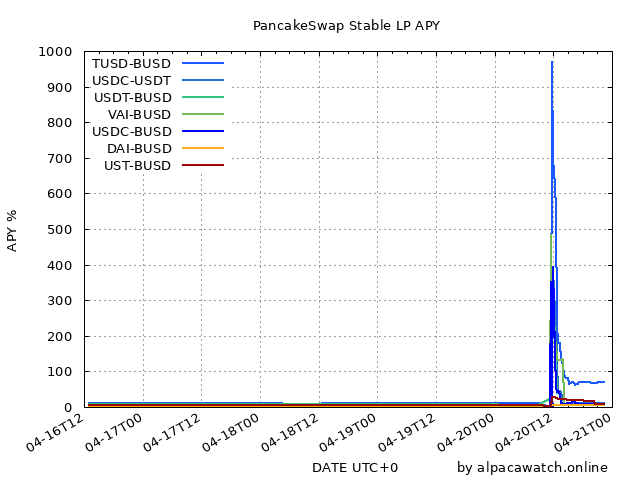 PancakeSwap Stable LP APY
1000
900
800
700
600
500
400
300
200
100
0
APY %
TUSD-BUSD
USDC-USDT
USDT-BUSD
VAI-BUSD
USDC-BUSD
DAI-BUSD
UST-BUSD
04-16T12
04-17T00
04-17T12
04-18T00
04-18T12
04-19T00
04-19T12
04-20T00
04-20T12
04-21T00
DATE UTC+0
by alpacawatch.online